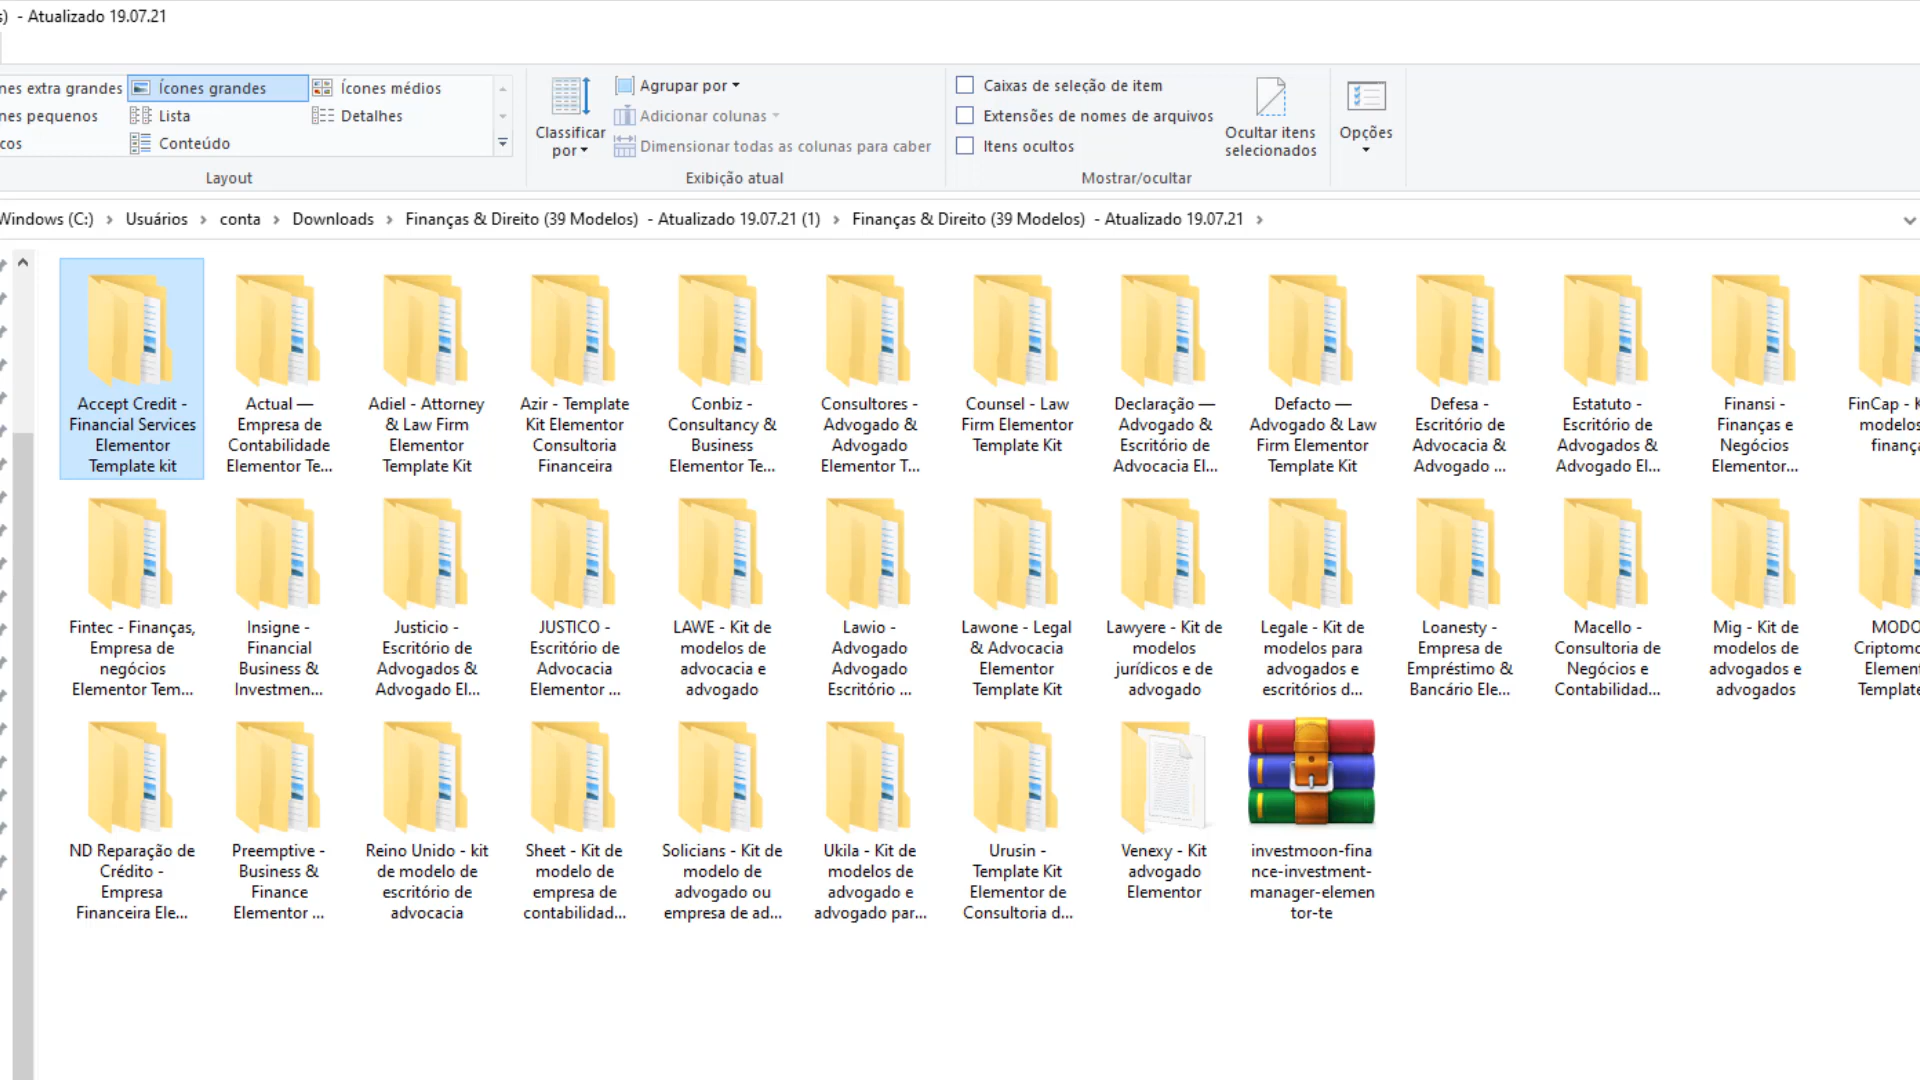 s) - Atualizado 19.07.21
nes extra grandes
Ícones grandes
Ícones médios
nes pequenos
Lista
Detalhes
cos
Conteúdo
Layout
Classificar
por
Agrupar por
Adicionar colunas
Dimensionar todas as colunas para caber
Exibição atual
Caixas de seleção de item
Extensões de nomes de arquivos
Itens ocultos
Ocultar itens
selecionados
Mostrar/ocultar
Opções
Windows (C:) > Usuários > conta > Downloads > Finanças & Direito (39 Modelos) - Atualizado 19.07.21 (1) > Finanças & Direito (39 Modelos) - Atualizado 19.07.21 >
Accept Credit -
Financial Services
Elementor
Template kit
Actual —
Empresa de
Contabilidade
Elementor Te...
Adiel - Attorney
& Law Firm
Elementor
Template Kit
Azir - Template
Kit Elementor
Consultoria
Financeira
Conbiz -
Consultancy &
Business
Elementor Te...
Consultores -
Advogado &
Advogado
Elementor T...
Counsel - Law
Firm Elementor
Template Kit
Declaração —
Advogado &
Escritório de
Advocacia El...
Defacto —
Advogado & Law
Firm Elementor
Template Kit
Defesa -
Escritório de
Advocacia &
Advogado ...
Estatuto -
Escritório de
Advogados &
Advogado El...
Finansi -
Finanças e
Negócios
Elementor...
FinCap - K
modelos
finança
Fintec - Finanças,
Empresa de
negócios
Elementor Tem...
Insigne -
Financial
Business &
Investmen...
Justicio -
Escritório de
Advogados &
Advogado El...
JUSTICO -
Escritório de
Advocacia
Elementor ...
LAWE - Kit de
modelos de
advocacia e
advogado
Lawio -
Advogado
Advogado
Escritório ...
Lawone - Legal
& Advocacia
Elementor
Template Kit
Lawyere - Kit de
modelos
jurídicos e de
advogado
Legale - Kit de
modelos para
advogados e
escritórios d...
Loanesty -
Empresa de
Empréstimo &
Bancário Ele...
Macello -
Consultoria de
Negócios e
Contabilidad...
Mig - Kit de
modelos de
advogados e
advogados
MODO
Criptomo
Element
Template
ND Reparação de
Crédito -
Empresa
Financeira Ele...
Preemptive -
Business &
Finance
Elementor ...
Reino Unido - kit
de modelo de
escritório de
advocacia
Sheet - Kit de
modelo de
empresa de
contabilidad...
Solicians - Kit de
modelo de
advogado ou
empresa de ad...
Ukila - Kit de
modelos de
advogado e
advogado par...
Urusin -
Template Kit
Elementor de
Consultoria d...
Venexy - Kit
advogado
Elementor
investmoon-fina
nce-investment-
manager-elemen
tor-te